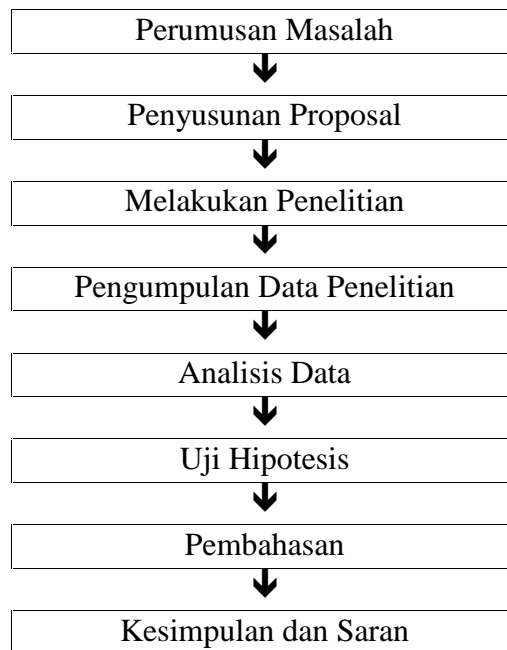 Perumusan Masalah
Penyusunan Proposal
Melakukan Penelitian
Pengumpulan Data Penelitian
Analisis Data
Uji Hipotesis
Pembahasan
Kesimpulan dan Saran